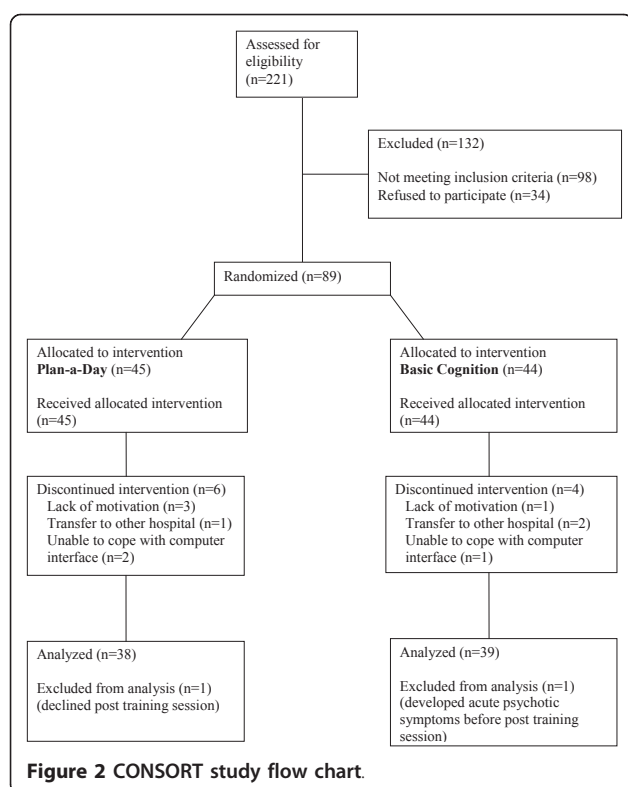 Assessed for
eligibility
(n=221)
Excluded (n=132)
Not meeting inclusion criteria (n=98)
Refused to participate (n=34)
Randomized (n=89)
Allocated to intervention
Plan-a-Day (n=45)
Received allocated intervention
(n=45)
Allocated to intervention
Basic Cognition (n=44)
Received allocated intervention
(n=44)
Discontinued intervention (n=6)
Lack of motivation (n=3)
Transfer to other hospital (n=1)
Unable to cope with computer
interface (n=2)
Discontinued intervention (n=4)
Lack of motivation (n=1)
Transfer to other hospital (n=2)
Unable to cope with computer
interface (n=1)
Analyzed (n=38)
Excluded from analysis (n=1)
(declined post training session)
Analyzed (n=39)
Excluded from analysis (n=1)
(developed acute psychotic
symptoms before post training
session)
Figure 2 CONSORT study flow chart.